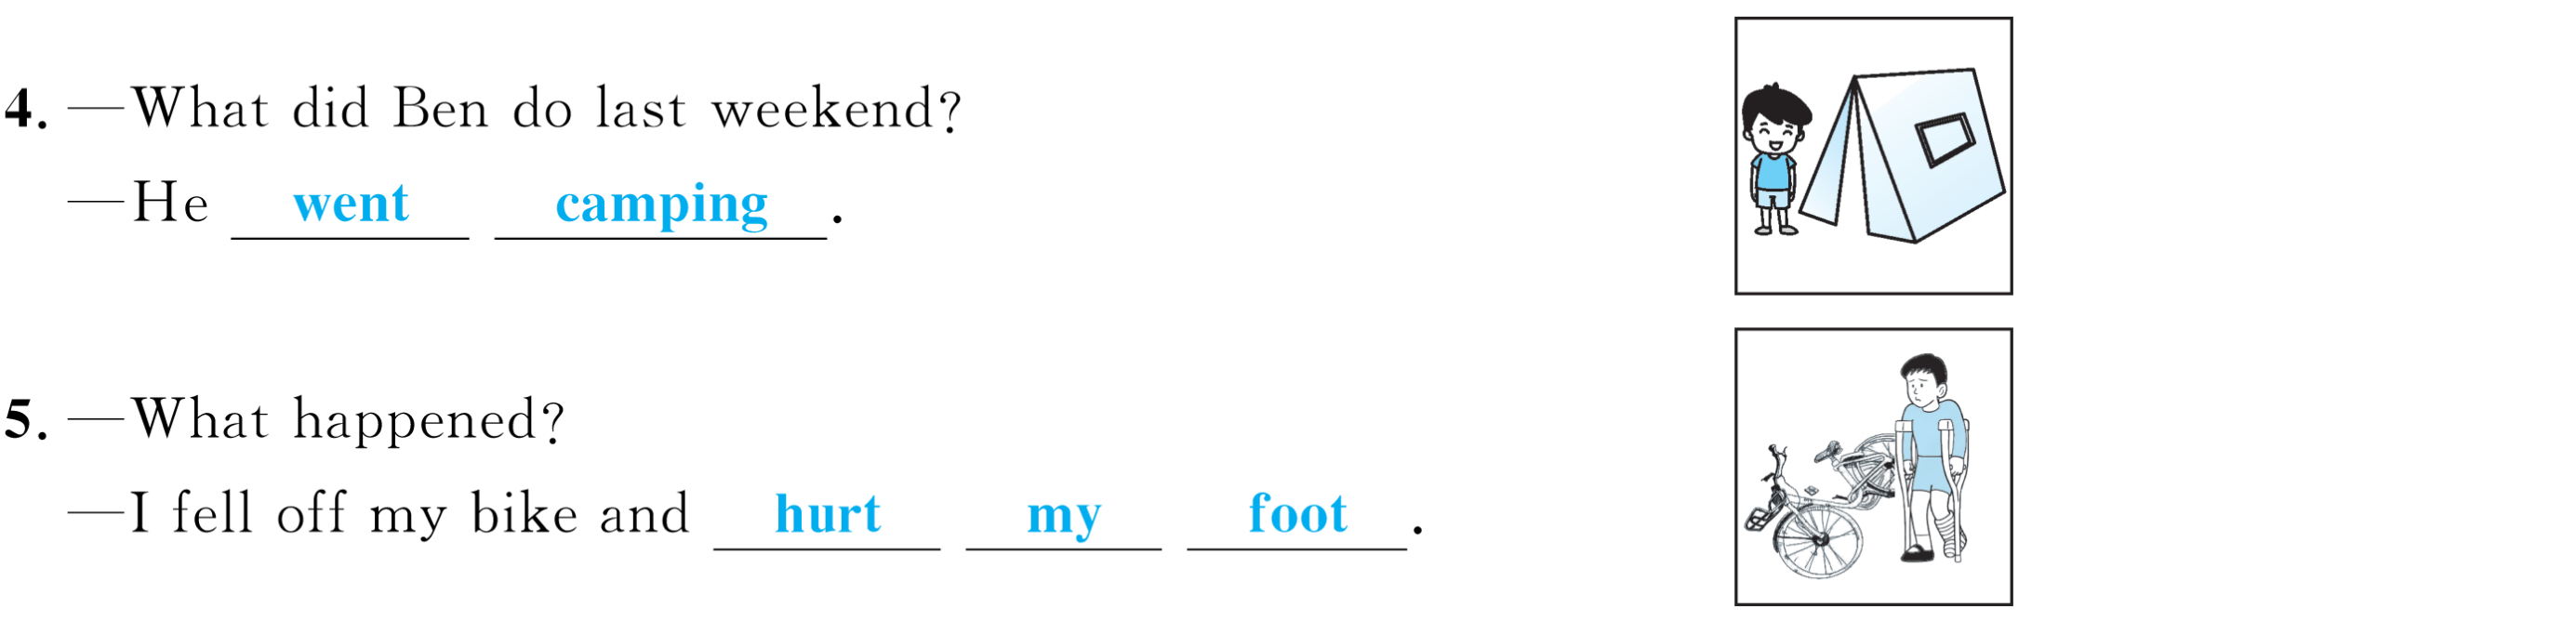 4. —What did Ben do last weekend?
—He went camping.
5. —What happened?
—I fell off my bike and hurt my foot.